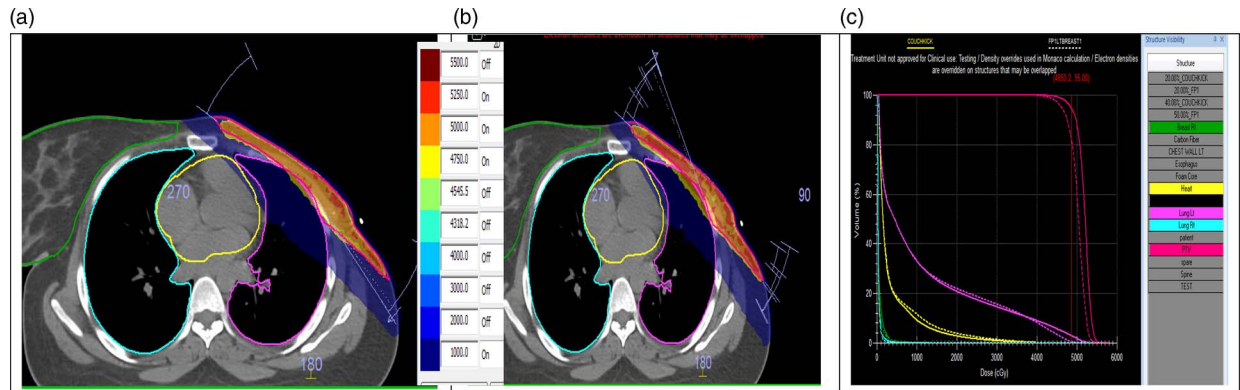 (a)
(b)
(c)
270
180
5500.0 Off
5250.0 On
5000.0 On
4750.0 On
4545.5 Off
4318.2 Off
4000.0 Off
3000.0 Off
2000.0 Off
1000.0 On
270
90
180
COUCHKICK
FP1LTBREAST1
Treatment Unit not approved for Clinical use: Testing / Density overrides used in Monaco calculation / Electron densities
are overridden on structures that may be overlapped
Volume (%)
100
80
60
40
20
0
0
1000
2000
3000
4000
5000
6000
Dose (cGy)
Structure Visibility
Structure
20.00%_COUCHKICK
20.00%_FP1
40.00%_COUCHKICK
50.00%_FP1
Breast Rt
Carbon Fibre
CHEST WALL LT
Esophagus
Foam Core
Heart
Lung Lt
Lung Rt
patient
PTV
Spine
TEST